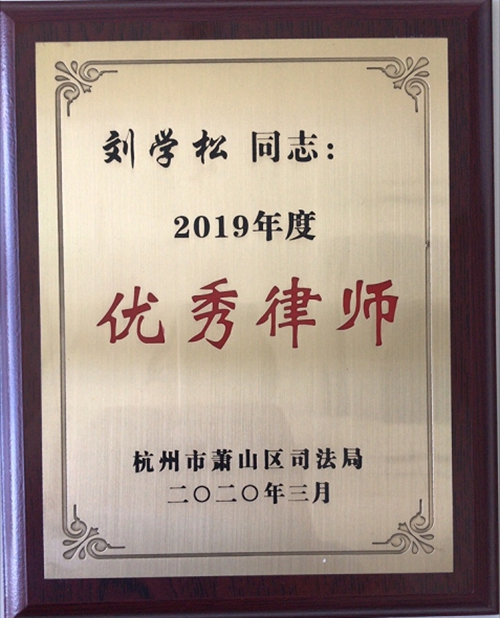 刘学松 同志：
2019年度
优秀律师
杭州市萧山区司法局
二〇二〇年三月